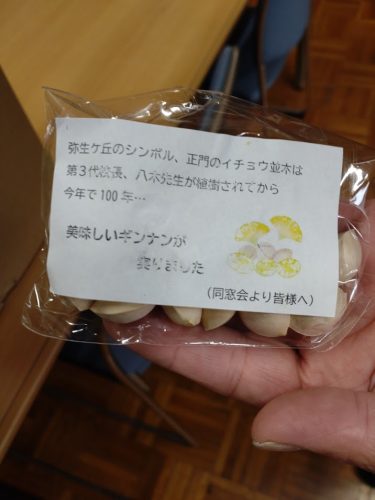 弥生ケ丘のシンボル、正門のイチョウ並木は
第3代校長、八木先生が植樹されてから
今年で100年…
美味しいギンナンが
実りました
(同窓会より皆様へ)